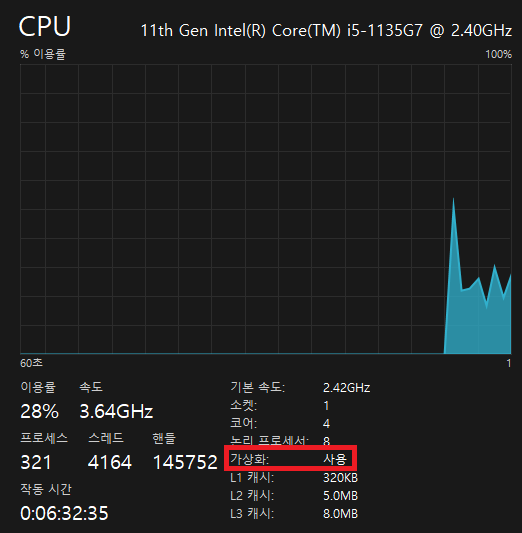 CPU
11th Gen Intel(R) Core(TM) i5-1135G7 @ 2.40GHz
% 이용률 100%
60초 1
이용률 속도
28% 3.64GHz
프로세스 스레드 핸들
321 4164 145752
작동 시간
0:06:32:35
기본 속도: 2.42GHz
소켓: 1
코어: 4
논리 프로세서: 8
가상화: 사용
L1 캐시: 320KB
L2 캐시: 5.0MB
L3 캐시: 8.0MB